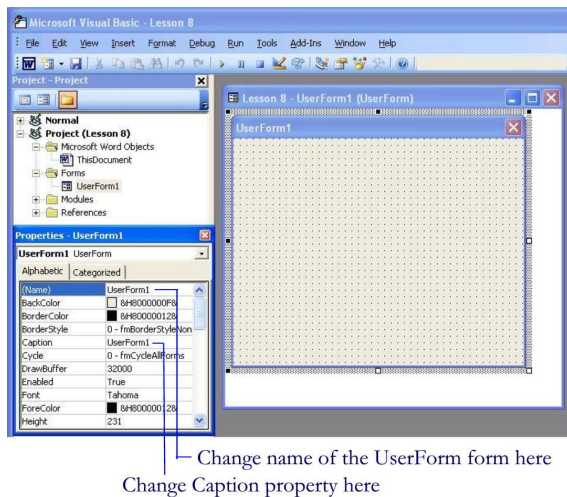 Microsoft Visual Basic - Lesson 8
File Edit View Insert Format Debug Run Tools Add-Ins Window Help
Project - Project
Normal
Project (Lesson 8)
Microsoft Word Objects
ThisDocument
Forms
UserForm1
Modules
References
Lesson 8 - UserForm1 (UserForm)
UserForm1
Properties - UserForm1
UserForm1 UserForm
Alphabetic Categorized
(Name) UserForm1
BackColor &H8000000F&
BorderColor &H80000012&
BorderStyle 0 - fmBorderStyleNon
Caption UserForm1
Cycle 0 - fmCycleAllForms
DrawBuffer 32000
Enabled True
Font Tahoma
ForeColor &H80000012&
Height 231
Change name of the UserForm form here
Change Caption property here